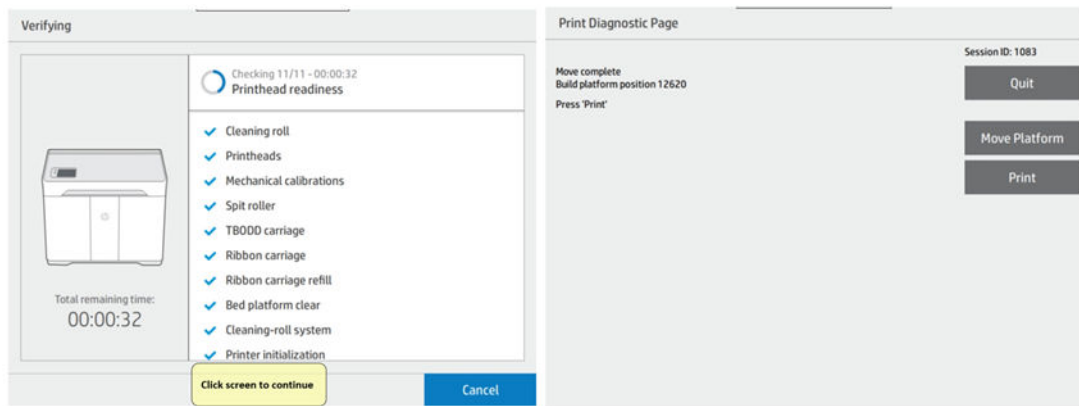 Verifying
Checking 11/11 - 00:00:32
Printhead readiness
Cleaning roll
Printheads
Mechanical calibrations
Spit roller
TBODD carriage
Ribbon carriage
Ribbon carriage refill
Bed platform clear
Cleaning-roll system
Printer initialization
Total remaining time:
00:00:32
Click screen to continue
Cancel
Print Diagnostic Page
Session ID: 1083
Move complete
Build platform position 12620
Press 'Print'
Quit
Move Platform
Print